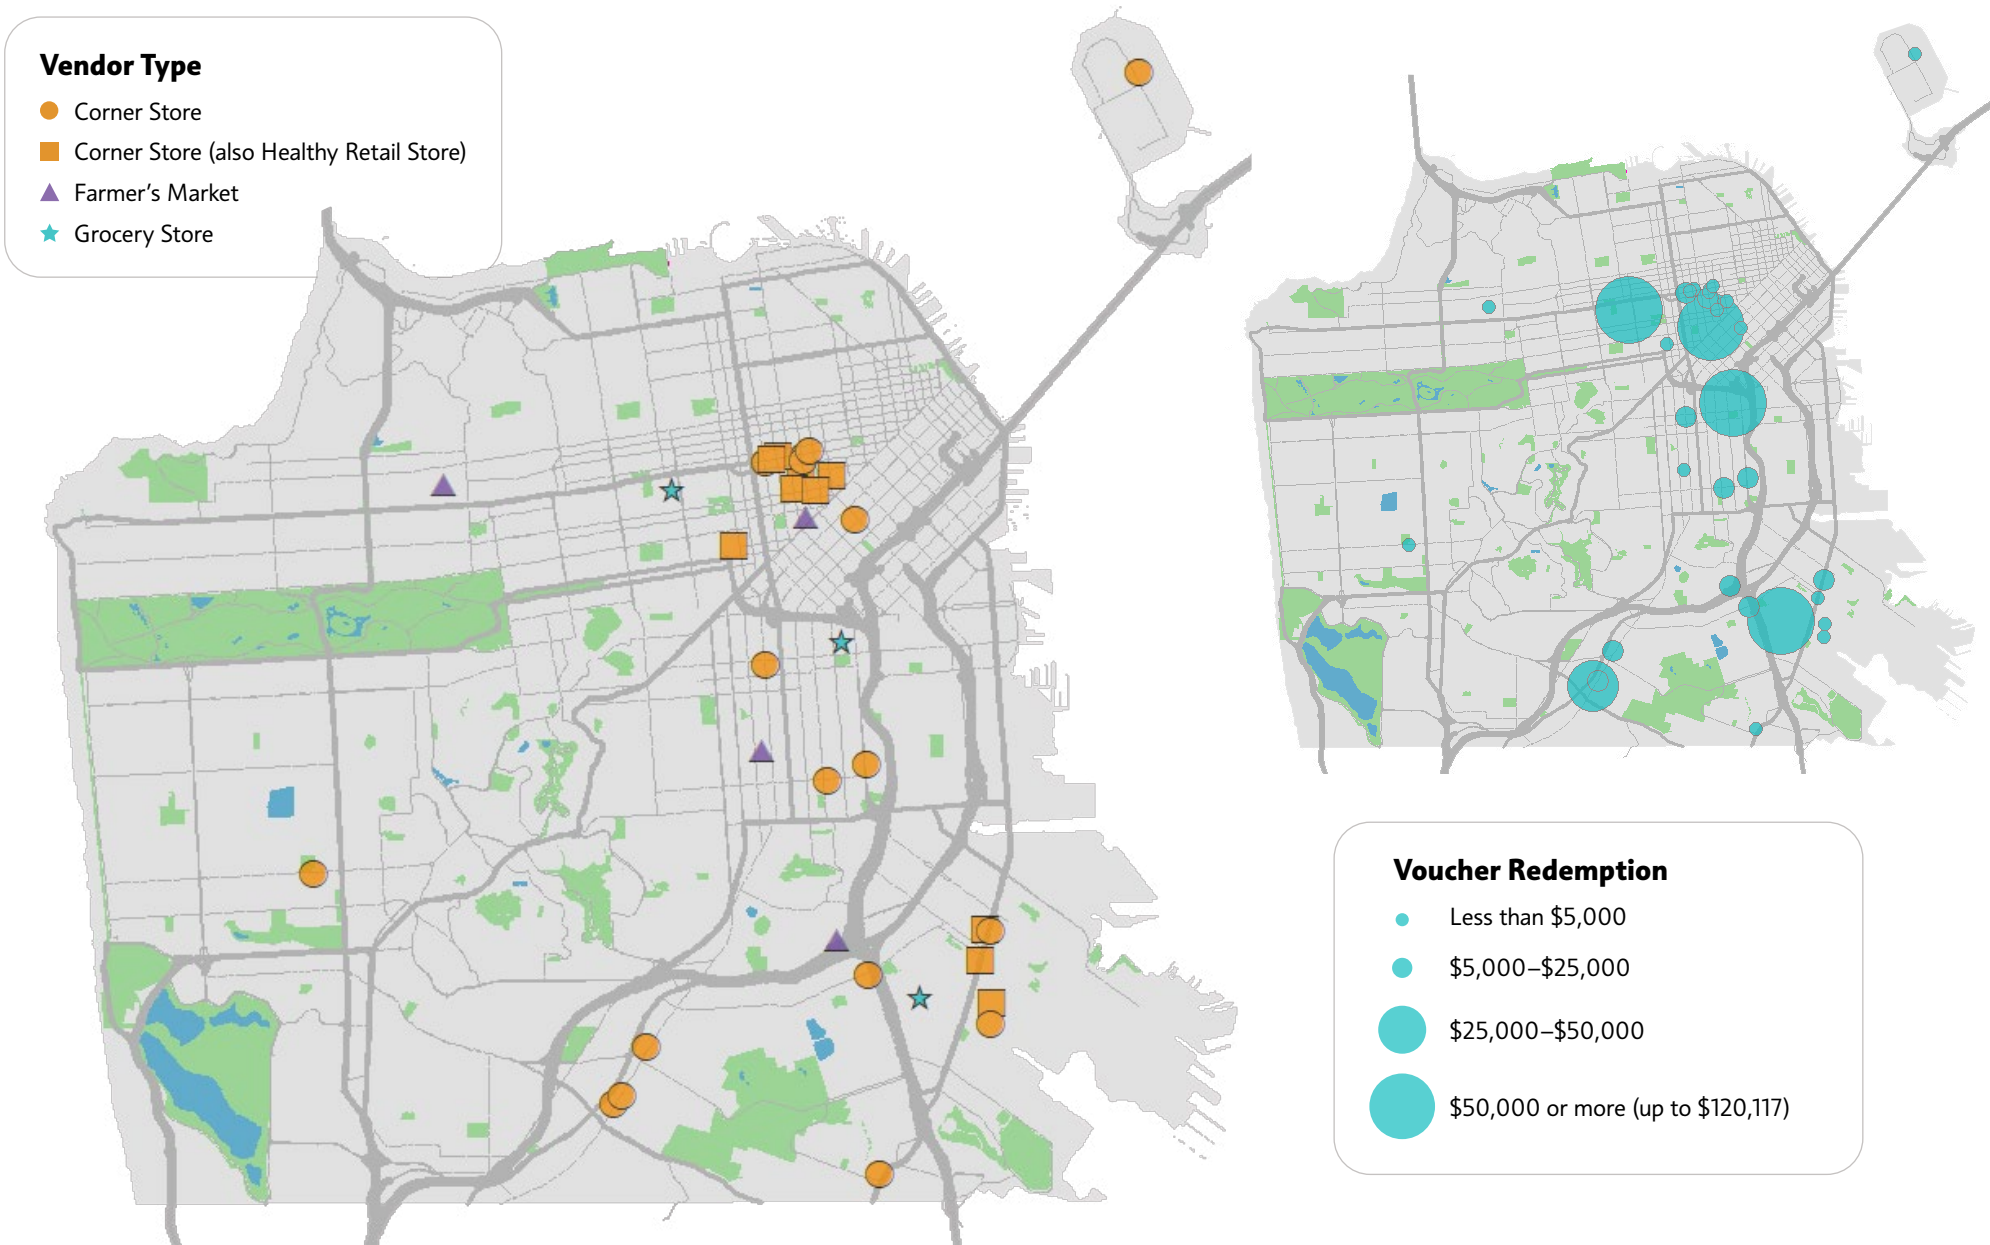 Vendor Type
Corner Store
Corner Store (also Healthy Retail Store)
Farmer’s Market
Grocery Store
Voucher Redemption
Less than $5,000
$5,000–$25,000
$25,000–$50,000
$50,000 or more (up to $120,117)